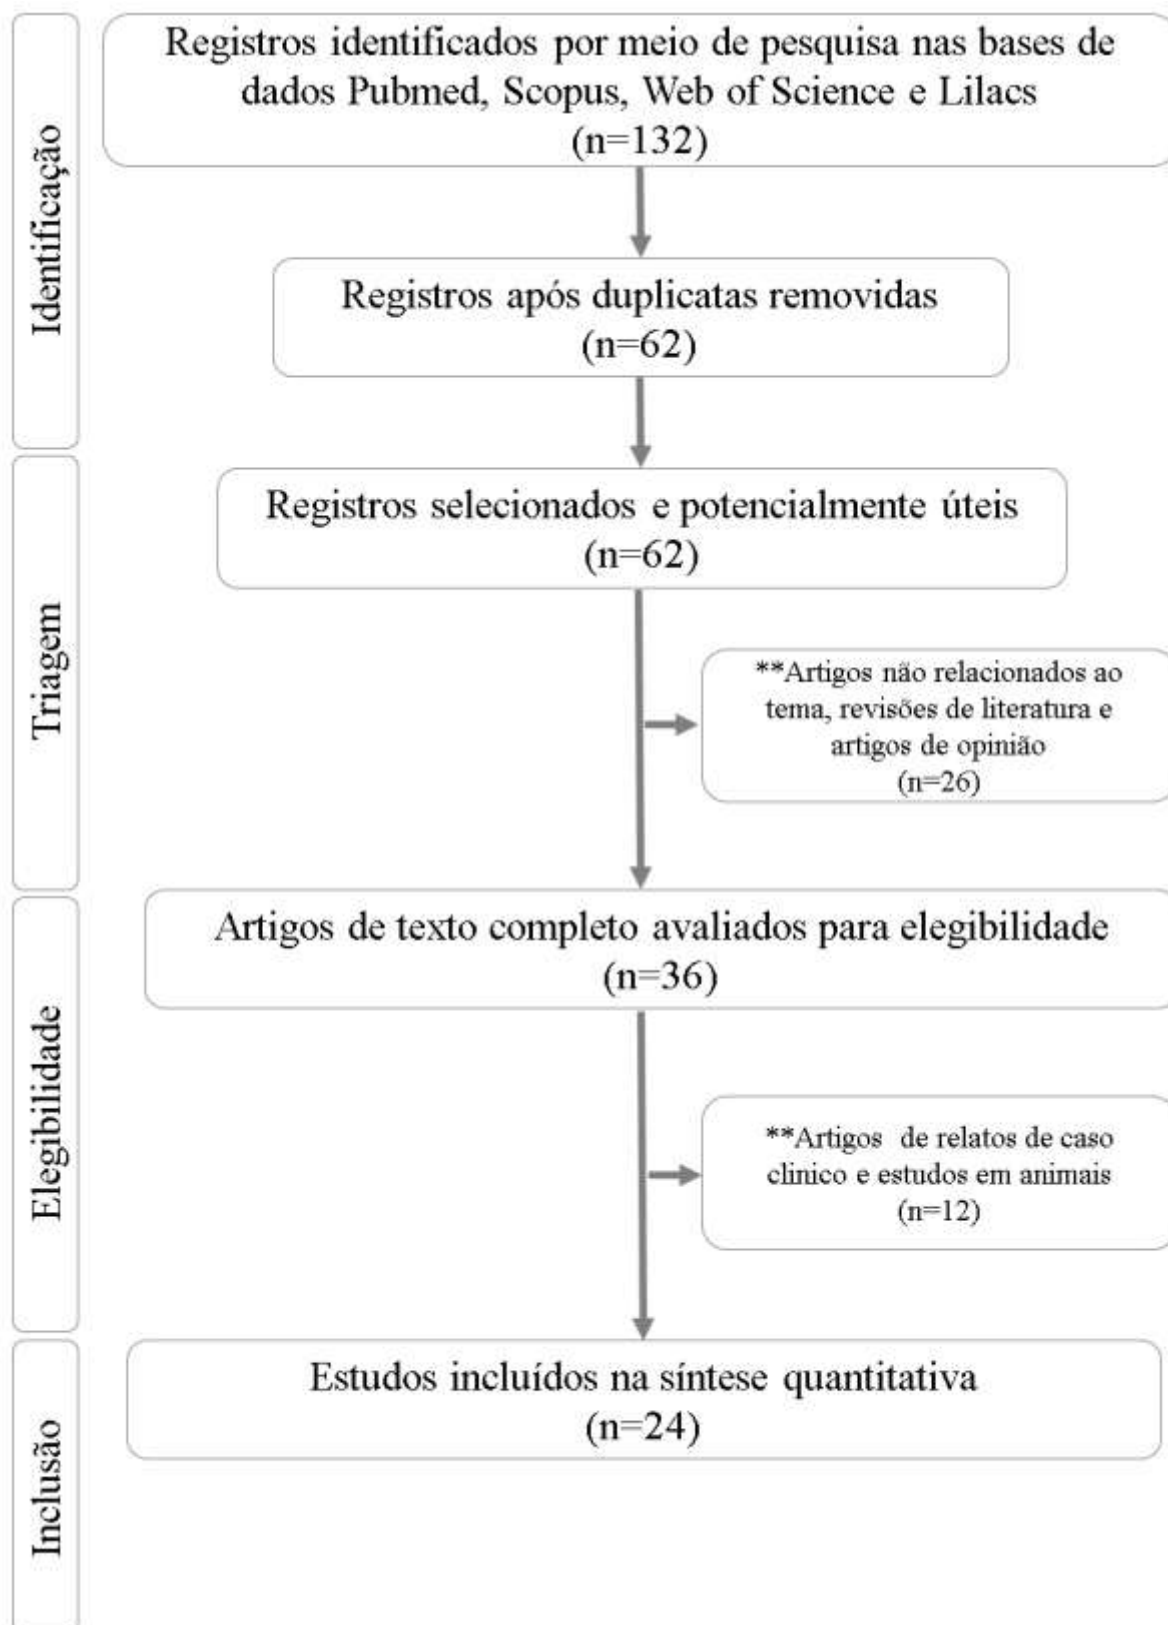 Identificação
Registros identificados por meio de pesquisa nas bases de
dados Pubmed, Scopus, Web of Science e Lilacs
(n=132)
Registros após duplicatas removidas
(n=62)
Triagem
Registros selecionados e potencialmente úteis
(n=62)
**Artigos não relacionados ao
tema, revisões de literatura e
artigos de opinião
(n=26)
Elegibilidade
Artigos de texto completo avaliados para elegibilidade
(n=36)
**Artigos de relatos de caso
clinico e estudos em animais
(n=12)
Inclusão
Estudos incluídos na síntese quantitativa
(n=24)